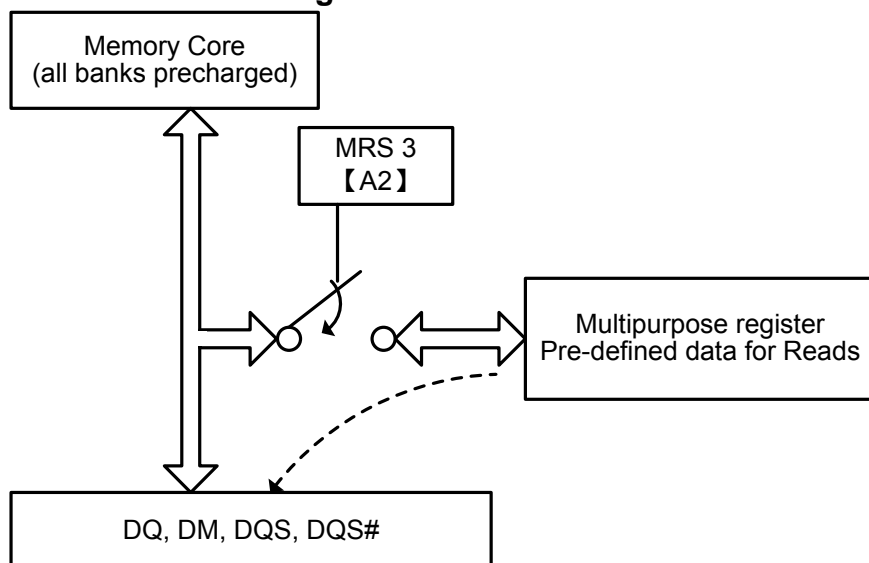 Memory Core
(all banks precharged)
MRS 3
【A2】
Multipurpose register
Pre-defined data for Reads
DQ, DM, DQS, DQS#